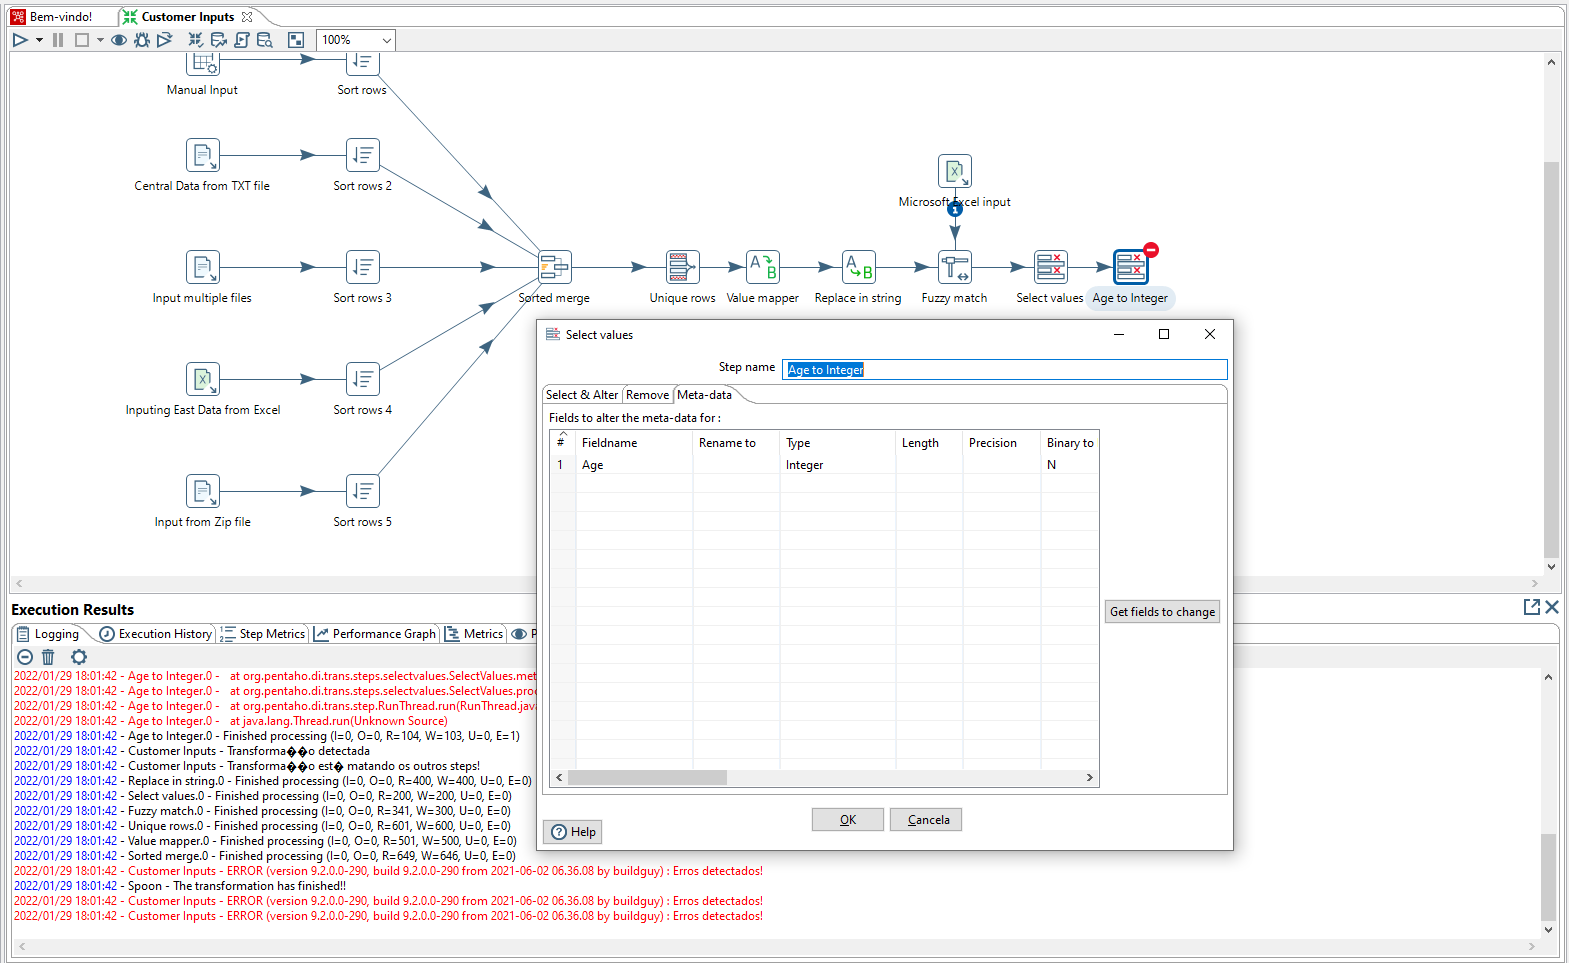 Bem-vindo!
Customer Inputs
100%
Manual Input
Sort rows
Central Data from TXT file
Sort rows 2
Microsoft Excel input
1
Input multiple files
Sort rows 3
Sorted merge
Unique rows
Value mapper
Replace in string
Fuzzy match
Select values
Age to Integer
Inputing East Data from Excel
Sort rows 4
Input from Zip file
Sort rows 5
Select values
Step name
Age to Integer
Select & Alter
Remove
Meta-data
Fields to alter the meta-data for :
# Fieldname Rename to Type Length Precision Binary to
1 Age Integer N
Get fields to change
OK
Cancela
Help
Execution Results
Logging
Execution History
Step Metrics
Performance Graph
Metrics
P
2022/01/29 18:01:42 - Age to Integer.0 - at org.pentaho.di.trans.steps.selectvalues.SelectValues.met
2022/01/29 18:01:42 - Age to Integer.0 - at org.pentaho.di.trans.steps.selectvalues.SelectValues.proc
2022/01/29 18:01:42 - Age to Integer.0 - at org.pentaho.di.trans.step.RunThread.run(RunThread.java
2022/01/29 18:01:42 - Age to Integer.0 - at java.lang.Thread.run(Unknown Source)
2022/01/29 18:01:42 - Age to Integer.0 - Finished processing (I=0, O=0, R=104, W=103, U=0, E=1)
2022/01/29 18:01:42 - Customer Inputs - Transforma��o detectada
2022/01/29 18:01:42 - Customer Inputs - Transforma��o est� matando os outros steps!
2022/01/29 18:01:42 - Replace in string.0 - Finished processing (I=0, O=0, R=400, W=400, U=0, E=0)
2022/01/29 18:01:42 - Select values.0 - Finished processing (I=0, O=0, R=200, W=200, U=0, E=0)
2022/01/29 18:01:42 - Fuzzy match.0 - Finished processing (I=0, O=0, R=341, W=300, U=0, E=0)
2022/01/29 18:01:42 - Unique rows.0 - Finished processing (I=0, O=0, R=601, W=600, U=0, E=0)
2022/01/29 18:01:42 - Value mapper.0 - Finished processing (I=0, O=0, R=501, W=500, U=0, E=0)
2022/01/29 18:01:42 - Sorted merge.0 - Finished processing (I=0, O=0, R=649, W=646, U=0, E=0)
2022/01/29 18:01:42 - Customer Inputs - ERROR (version 9.2.0.0-290, build 9.2.0.0-290 from 2021-06-02 06.36.08 by buildguy) : Erros detectados!
2022/01/29 18:01:42 - Spoon - The transformation has finished!!
2022/01/29 18:01:42 - Customer Inputs - ERROR (version 9.2.0.0-290, build 9.2.0.0-290 from 2021-06-02 06.36.08 by buildguy) : Erros detectados!
2022/01/29 18:01:42 - Customer Inputs - ERROR (version 9.2.0.0-290, build 9.2.0.0-290 from 2021-06-02 06.36.08 by buildguy) : Erros detectados!